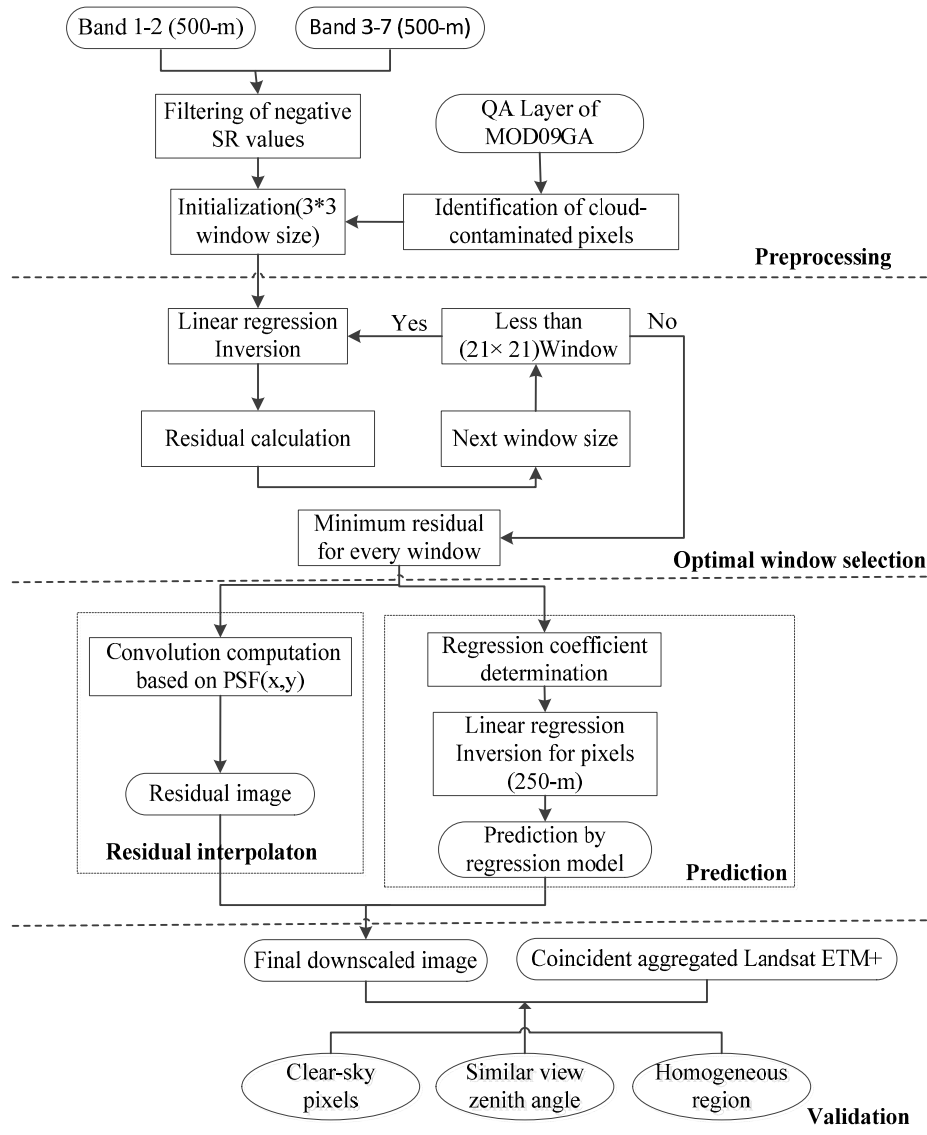 Band 1-2 (500-m)
Band 3-7 (500-m)
Filtering of negative
SR values
QA Layer of
MOD09GA
Initialization(3*3
window size)
Identification of cloud-
contaminated pixels
Preprocessing
Linear regression
Inversion
Yes
Less than
(21× 21)Window
No
Residual calculation
Next window size
Minimum residual
for every window
Optimal window selection
Convolution computation
based on PSF(x,y)
Residual image
Residual interpolaton
Regression coefficient
determination
Linear regression
Inversion for pixels
(250-m)
Prediction by
regression model
Prediction
Final downscaled image
Coincident aggregated Landsat ETM+
Clear-sky
pixels
Similar view
zenith angle
Homogeneous
region
Validation